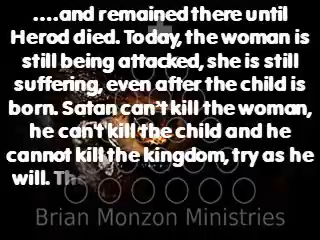 ....and remained there until
Herod died. Today, the woman is
still being attacked, she is still
suffering, even after the child is
born. Satan can't kill the woman,
he can't kill the child and he
cannot kill the kingdom, try as he
will. The
Brian Monzon Ministries